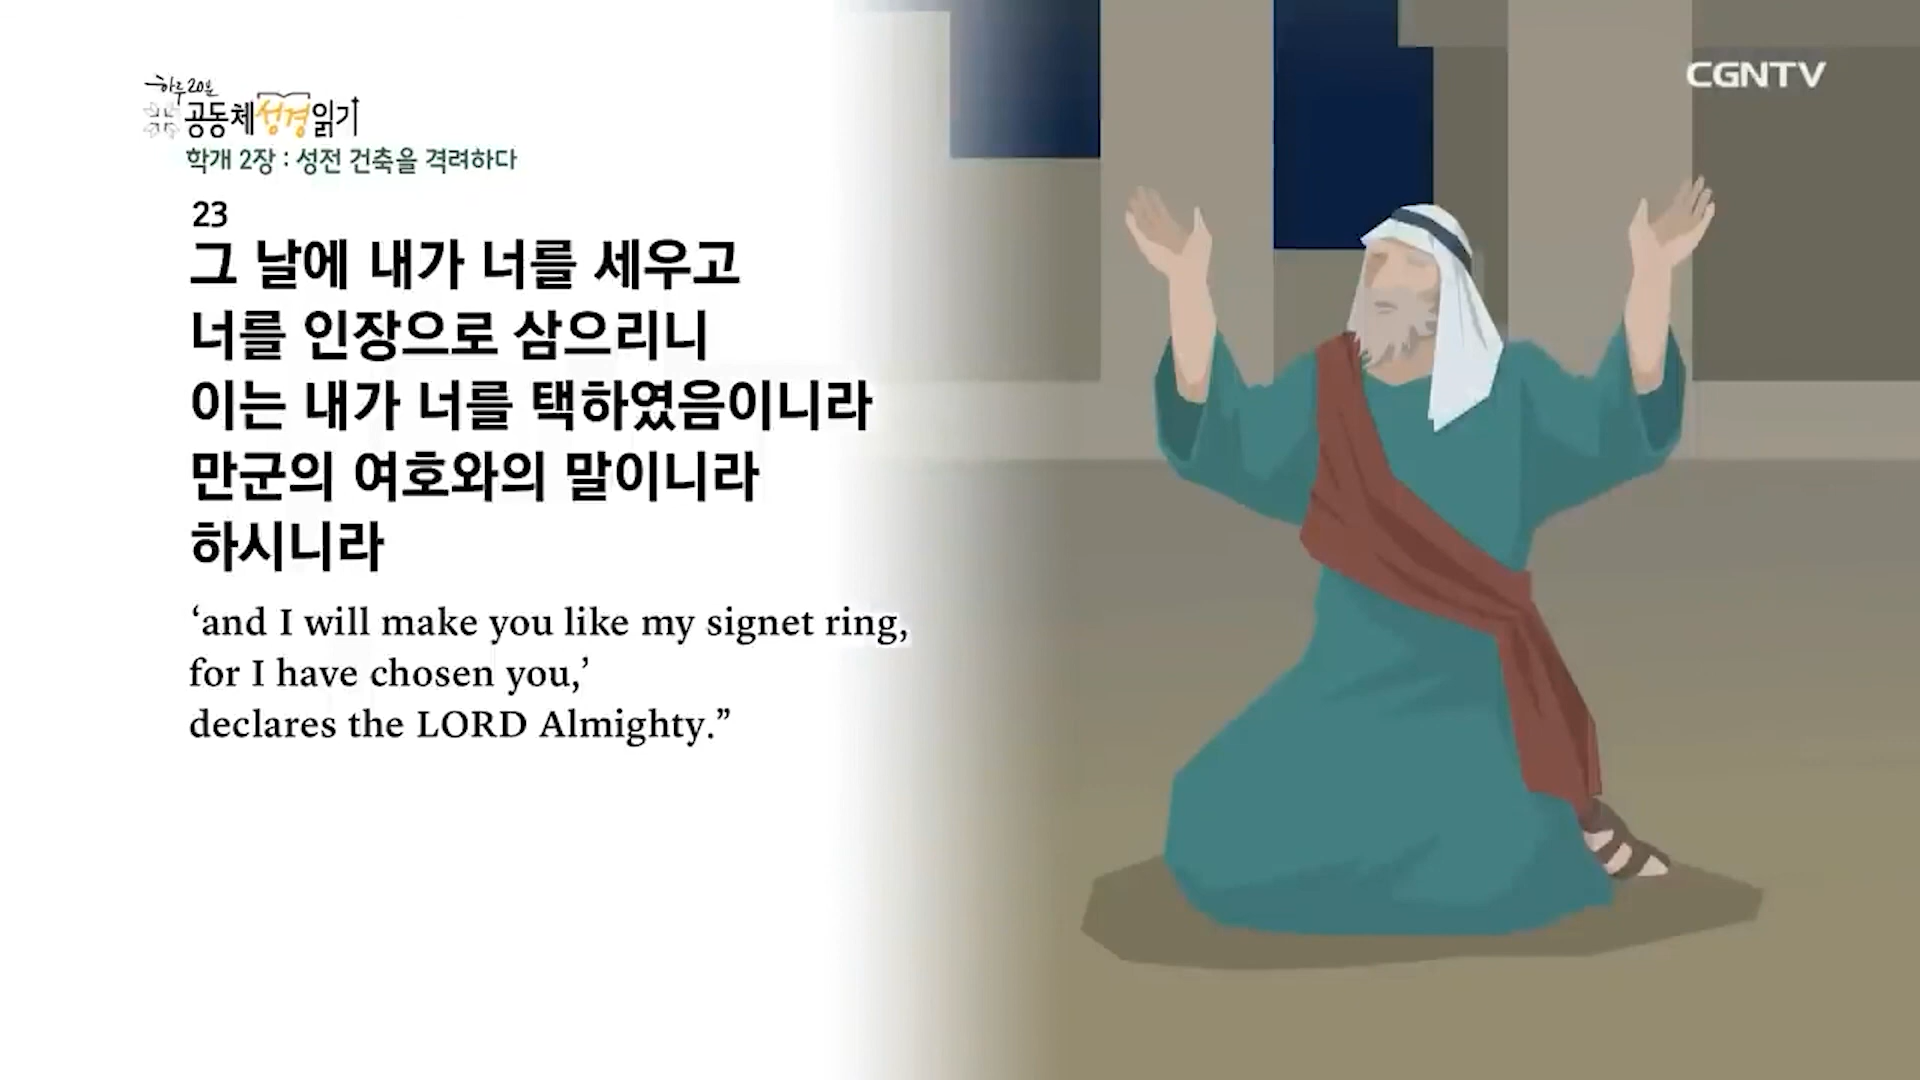 하루 20분
공동체성경읽기
CGNTV
학개 2장 : 성전 건축을 격려하다
23
그 날에 내가 너를 세우고
너를 인장으로 삼으리니
이는 내가 너를 택하였음이니라
만군의 여호와의 말이니라
하시니라
‘and I will make you like my signet ring,
for I have chosen you,’
declares the LORD Almighty.”